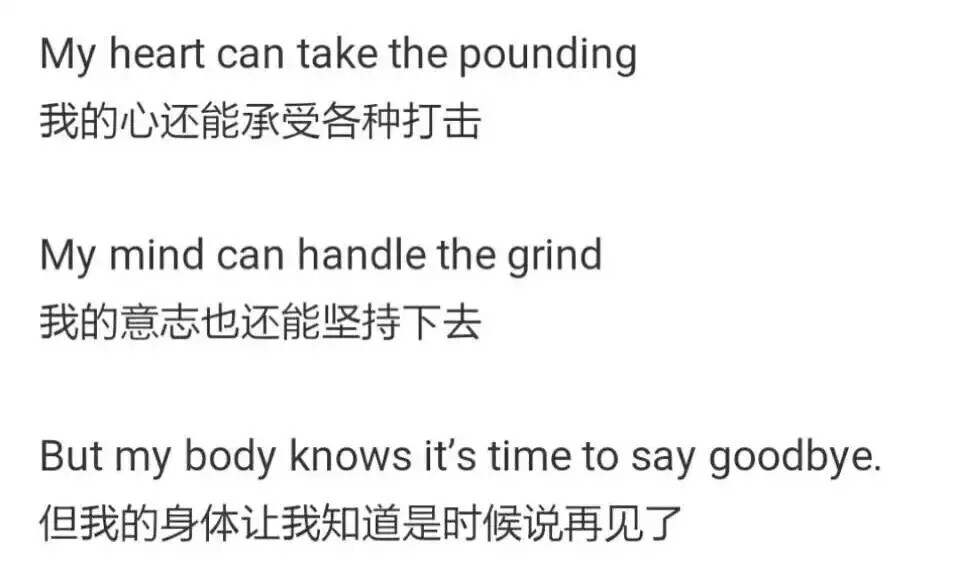 My heart can take the pounding
我的心还能承受各种打击
My mind can handle the grind
我的意志也还能坚持下去
But my body knows it’s time to say goodbye.
但我的身体让我知道是时候说再见了